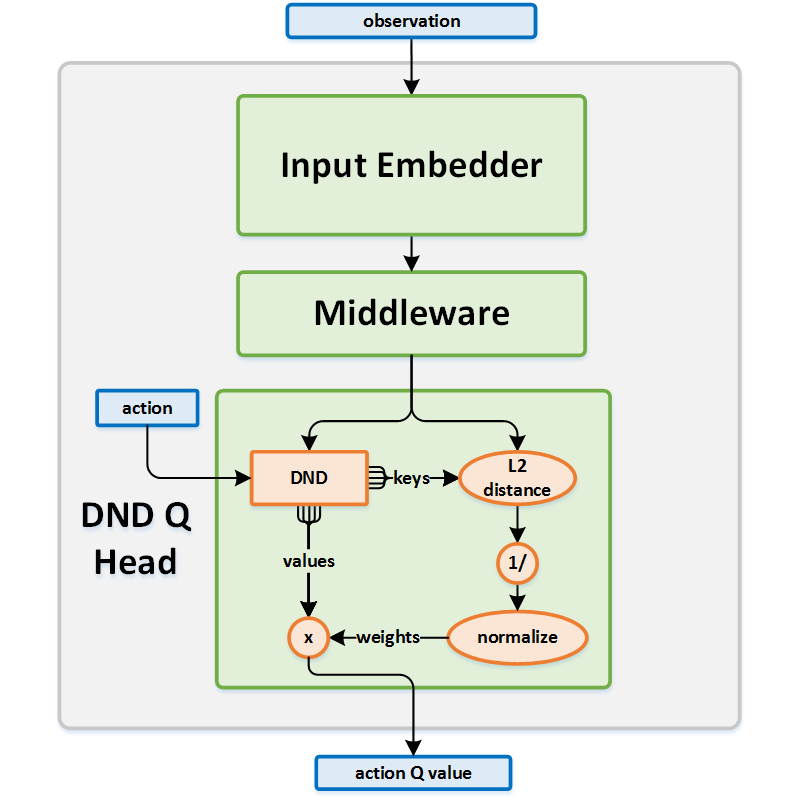 observation
Input Embedder
Middleware
action
DND Q
Head
DND
keys
L2
distance
1/
values
x
weights
normalize
action Q value